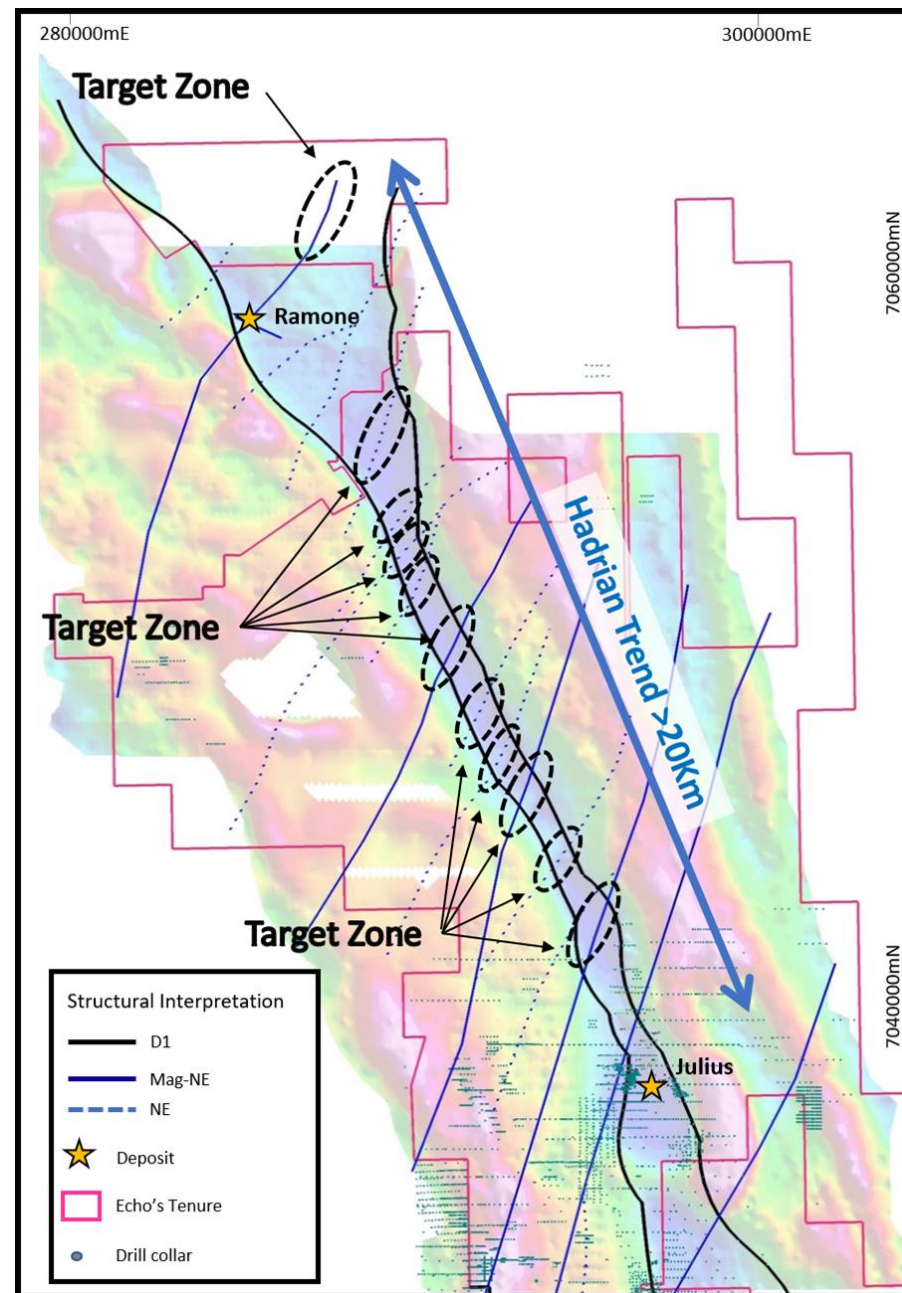 280000mE
300000mE
Target Zone
7060000mN
Ramone
Hadrian Trend >20Km
Target Zone
Target Zone
7040000mN
Julius
Structural Interpretation
D1
Mag-NE
NE
Deposit
Echo's Tenure
Drill collar